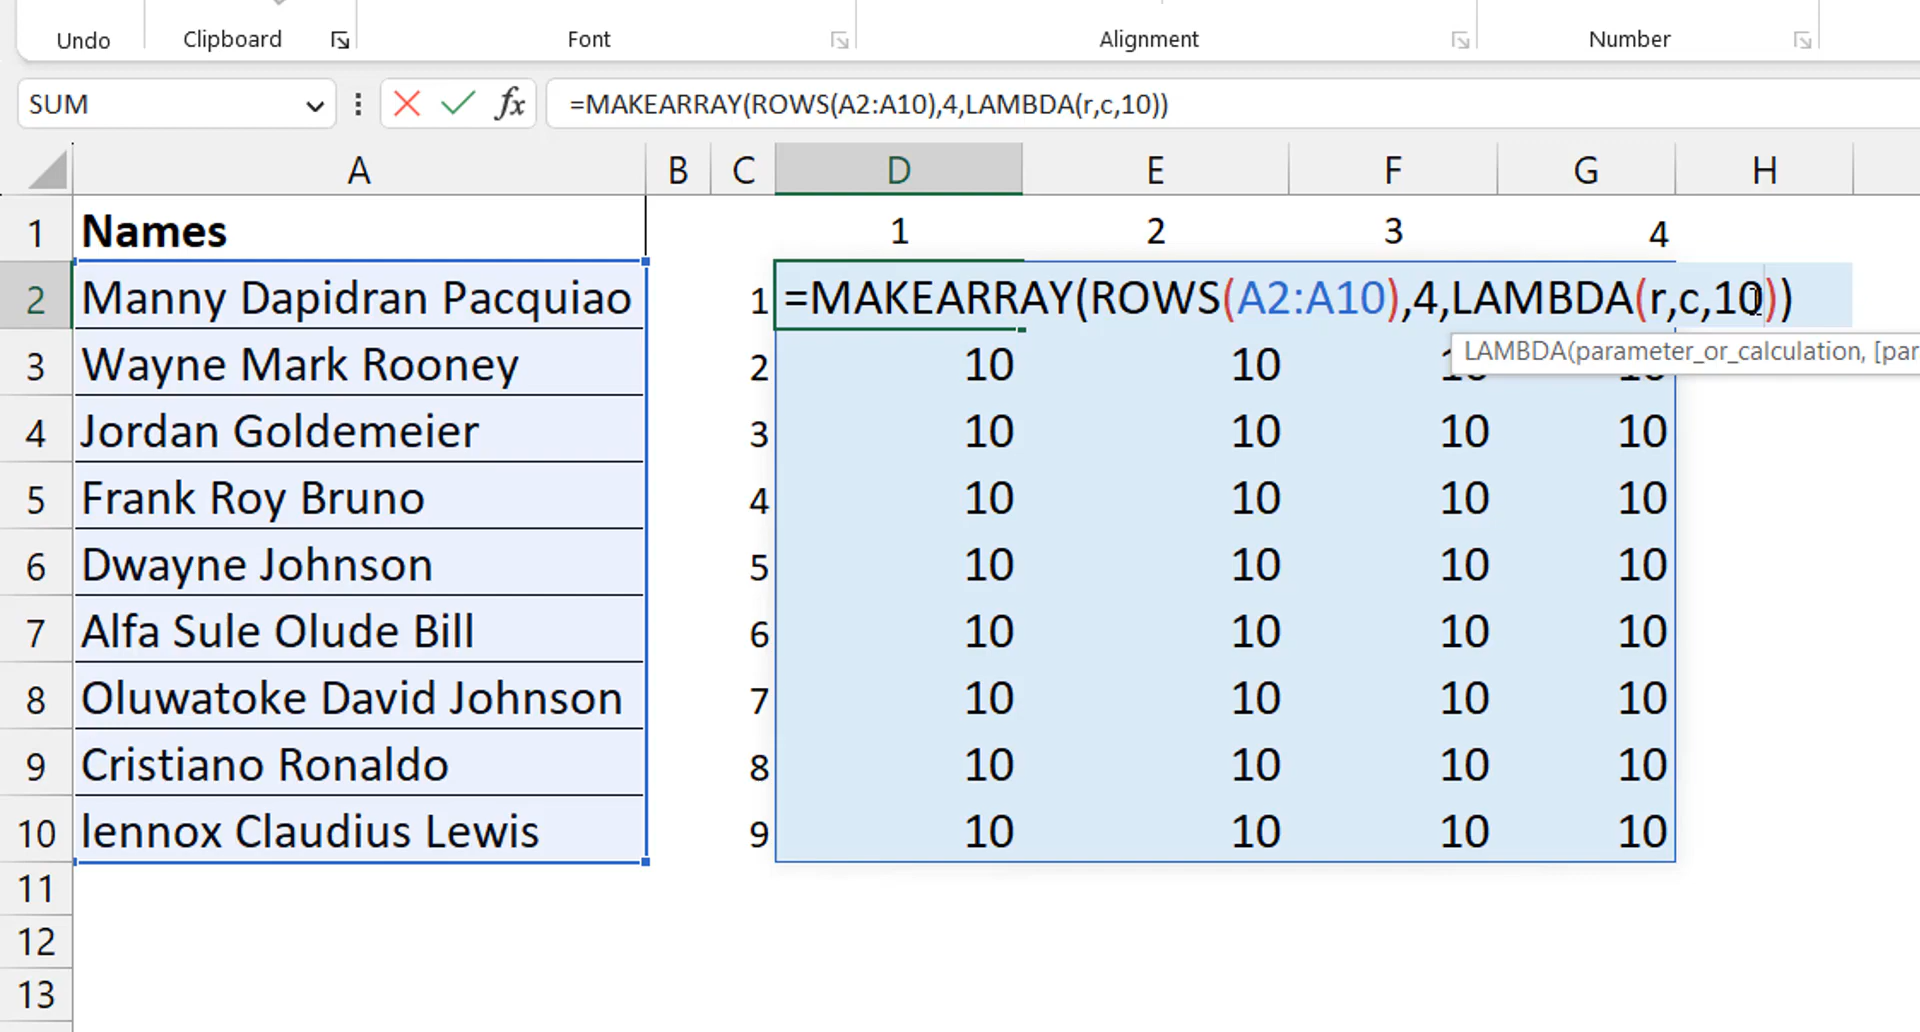 Undo Clipboard Font Alignment Number
SUM fx =MAKEARRAY(ROWS(A2:A10),4,LAMBDA(r,c,10))
A B C D E F G H
1 Names 1 2 3 4
2 Manny Dapidran Pacquiao 1 =MAKEARRAY(ROWS(A2:A10),4,LAMBDA(r,c,10))
LAMBDA(parameter_or_calculation, [par
3 Wayne Mark Rooney 2 10 10
4 Jordan Goldemeier 3 10 10 10 10
5 Frank Roy Bruno 4 10 10 10 10
6 Dwayne Johnson 5 10 10 10 10
7 Alfa Sule Olude Bill 6 10 10 10 10
8 Oluwatoke David Johnson 7 10 10 10 10
9 Cristiano Ronaldo 8 10 10 10 10
10 lennox Claudius Lewis 9 10 10 10 10
11
12
13